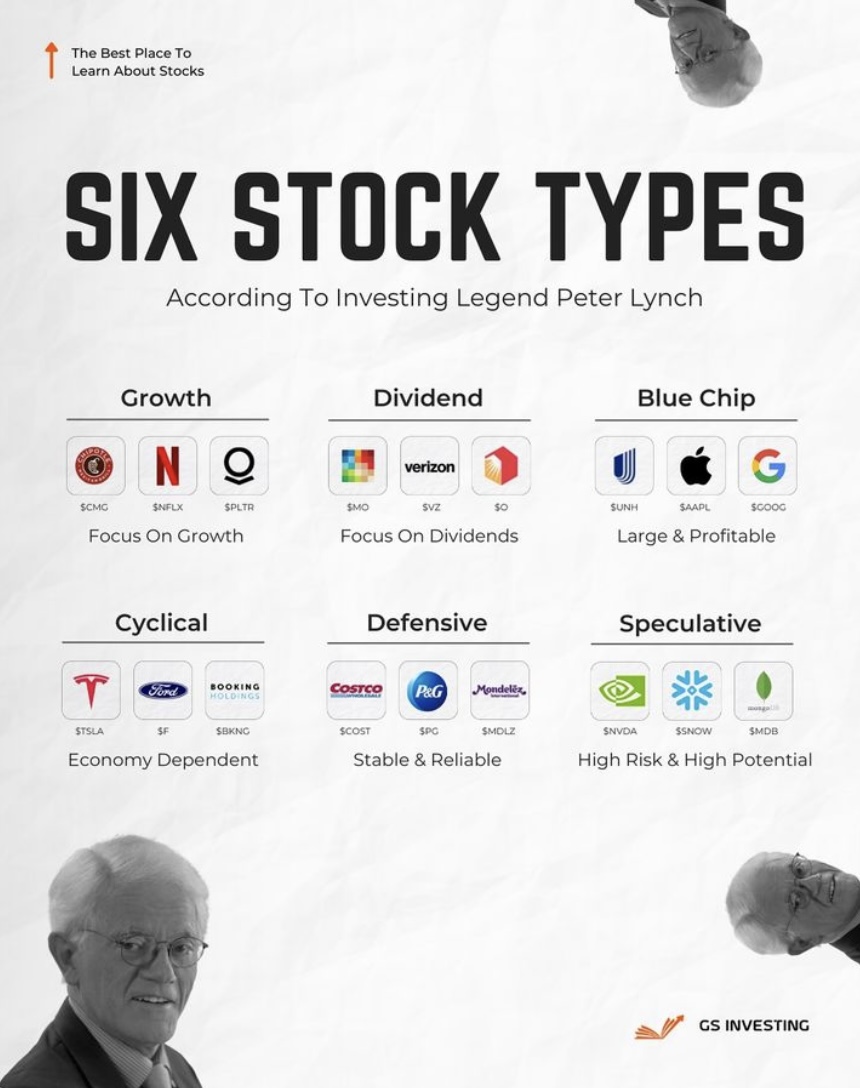 The Best Place To
Learn About Stocks
SIX STOCK TYPES
According To Investing Legend Peter Lynch
Growth
CHIPOTLE
$CMG
$NFLX
$PLTR
Focus On Growth
Dividend
verizon
$MO
$VZ
$O
Focus On Dividends
Blue Chip
$UNH
$AAPL
$GOOG
Large & Profitable
Cyclical
Ford
BOOKING
HOLDINGS
$TSLA
$F
$BKNG
Economy Dependent
Defensive
COSTCO
WHOLESALE
P&G
Mondelēz
International
$COST
$PG
$MDLZ
Stable & Reliable
Speculative
mongoDB
$NVDA
$SNOW
$MDB
High Risk & High Potential
GS INVESTING